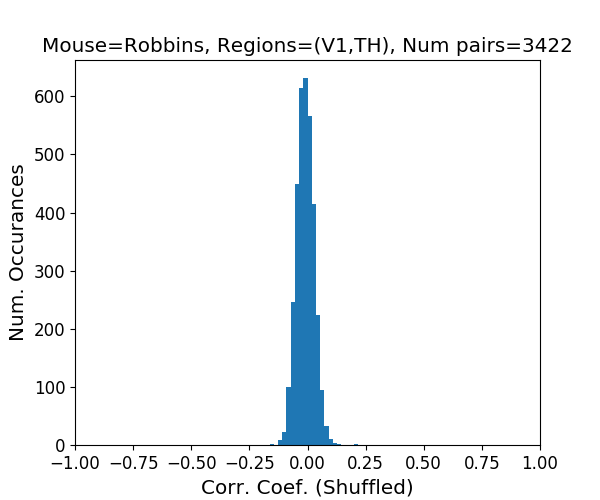 Mouse=Robbins, Regions=(V1,TH), Num pairs=3422
600
500
400
300
200
100
0
Num. Occurances
−1.00 −0.75 −0.50 −0.25 0.00 0.25 0.50 0.75 1.00
Corr. Coef. (Shuffled)